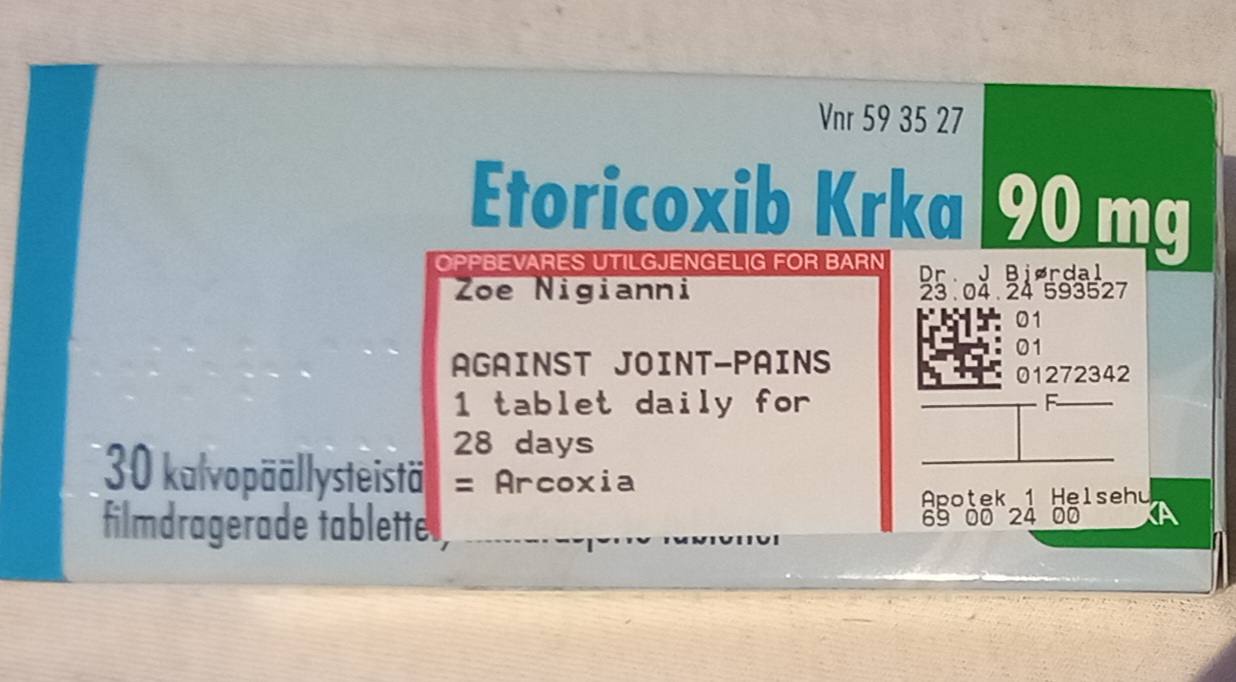 Vnr 59 35 27
Etoricoxib Krka
90 mg
OPPBEVARES UTILGJENGELIG FOR BARN
Zoe Nigianni
AGAINST JOINT-PAINS
1 tablet daily for
28 days
= Arcoxia
Dr. J Bjørdal
23.04.24 593527
01
01
01272342
F
Apotek 1 Helsehu
69 00 24 00
KA
30 kalvopäällysteistä
filmdragerade tablette